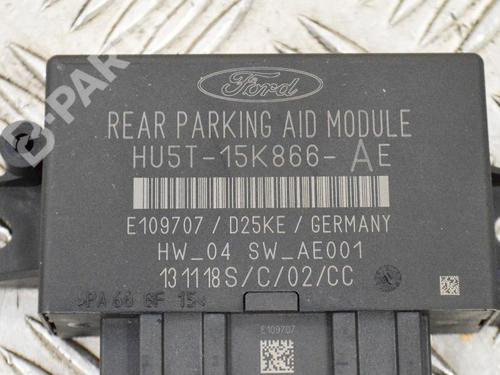 Ford
REAR PARKING AID MODULE
HU5T-15K866-AE
E109707 / D25KE / GERMANY
HW_04 SW_AE001
131118S/C/02/CC
>PA 66 GF 15<
E109707
B-PARTS